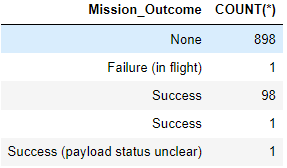 Mission_Outcome COUNT(*)
None 898
Failure (in flight) 1
Success 98
Success 1
Success (payload status unclear) 1